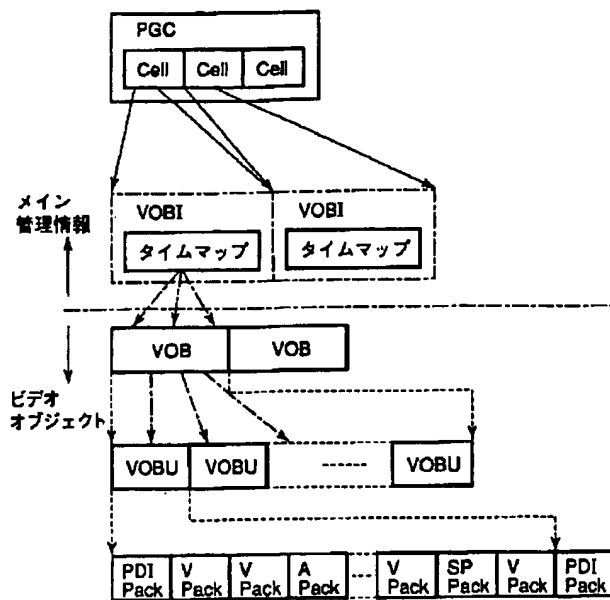 PGC
Cell Cell Cell
メイン
管理情報
VOBI VOBI
タイムマップ タイムマップ
VOB VOB
ビデオ
オブジェクト
VOBU VOBU VOBU
PDI V V A V SP V PDI
Pack Pack Pack Pack Pack Pack Pack Pack